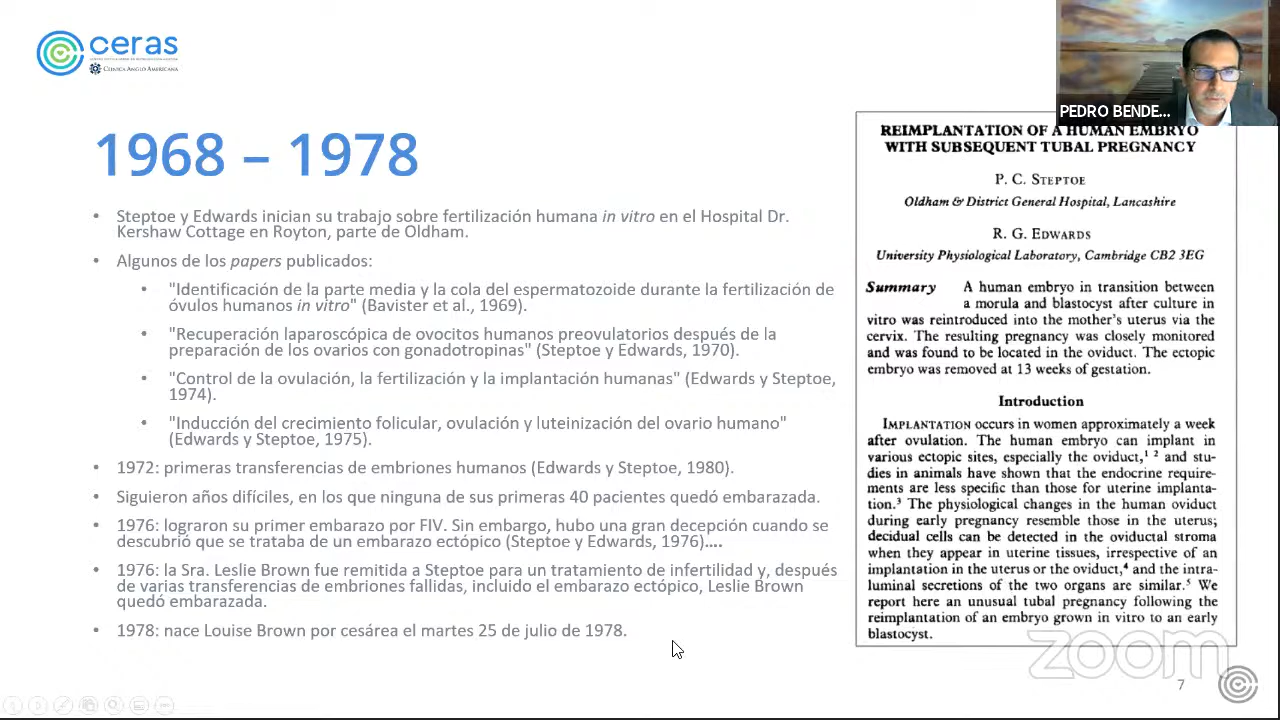 ceras
CLINICA ANGLO AMERICANA
PEDRO BENDE...
1968 – 1978
• Steptoe y Edwards inician su trabajo sobre fertilización humana in vitro en el Hospital Dr.
Kershaw Cottage en Royton, parte de Oldham.
• Algunos de los papers publicados:
• "Identificación de la parte media y la cola del espermatozoide durante la fertilización de
óvulos humanos in vitro" (Bavister et al., 1969).
• "Recuperación laparoscópica de ovocitos humanos preovulatorios después de la
preparación de los ovarios con gonadotropinas" (Steptoe y Edwards, 1970).
• "Control de la ovulación, la fertilización y la implantación humanas" (Edwards y Steptoe,
1974).
• "Inducción del crecimiento folicular, ovulación y luteinización del ovario humano"
(Edwards y Steptoe, 1975).
• 1972: primeras transferencias de embriones humanos (Edwards y Steptoe, 1980).
• Siguieron años difíciles, en los que ninguna de sus primeras 40 pacientes quedó embarazada.
• 1976: lograron su primer embarazo por FIV. Sin embargo, hubo una gran decepción cuando se
descubrió que se trataba de un embarazo ectópico (Steptoe y Edwards, 1976)....
• 1976: la Sra. Leslie Brown fue remitida a Steptoe para un tratamiento de infertilidad y, después
de varias transferencias de embriones fallidas, incluido el embarazo ectópico, Leslie Brown
quedó embarazada.
• 1978: nace Louise Brown por cesárea el martes 25 de julio de 1978.
REIMPLANTATION OF A HUMAN EMBRYO
WITH SUBSEQUENT TUBAL PREGNANCY
P. C. STEPTOE
Oldham & District General Hospital, Lancashire
R. G. EDWARDS
University Physiological Laboratory, Cambridge CB2 3EG
Summary A human embryo in transition between
a morula and blastocyst after culture in
vitro was reintroduced into the mother's uterus via the
cervix. The resulting pregnancy was closely monitored
and was found to be located in the oviduct. The ectopic
embryo was removed at 13 weeks of gestation.
Introduction
IMPLANTATION occurs in women approximately a week
after ovulation. The human embryo can implant in
various ectopic sites, especially the oviduct,1 2 and stu-
dies in animals have shown that the endocrine require-
ments are less specific than those for uterine implanta-
tion.3 The physiological changes in the human oviduct
during early pregnancy resemble those in the uterus;
decidual cells can be detected in the oviductal stroma
when they appear in uterine tissues, irrespective of an
implantation in the uterus or the oviduct,4 and the intra-
luminal secretions of the two organs are similar.5 We
report here an unusual tubal pregnancy following the
reimplantation of an embryo grown in vitro to an early
blastocyst.
zoom
7